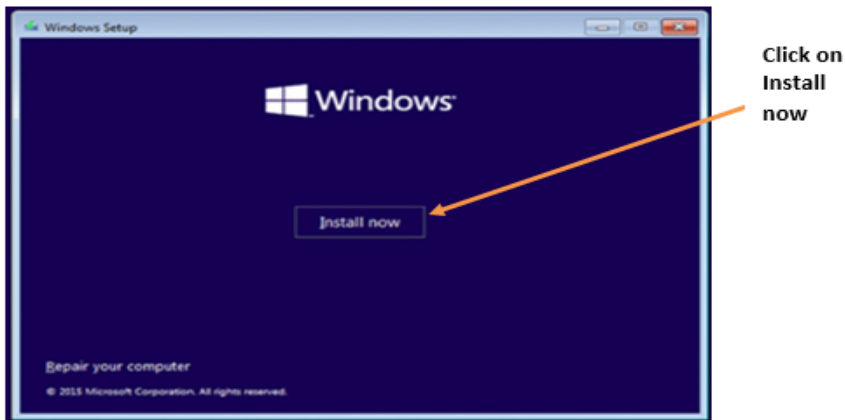 Windows Setup
Windows
Install now
Repair your computer
© 2015 Microsoft Corporation. All rights reserved.
Click on
Install
now